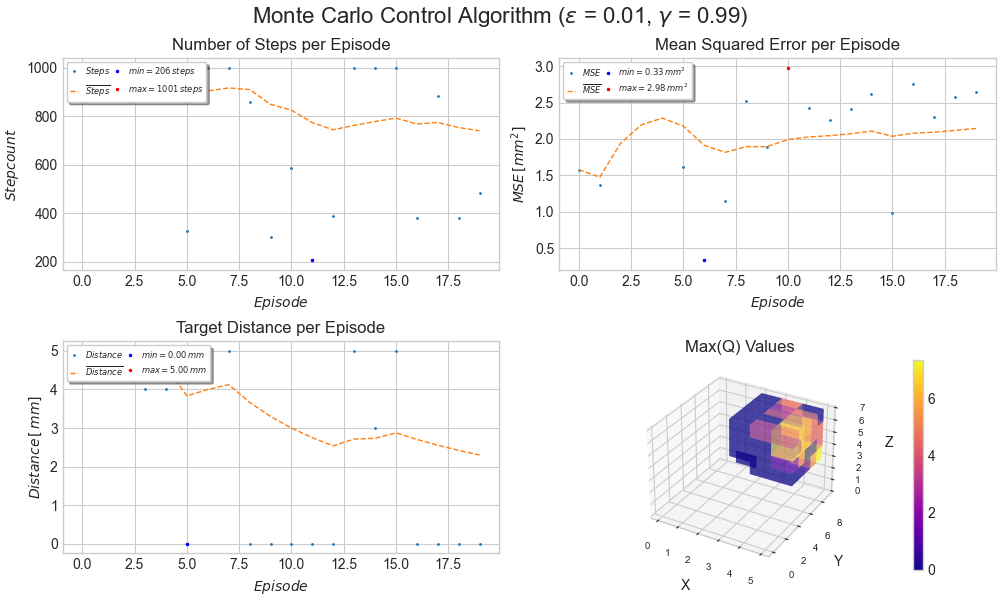 Monte Carlo Control Algorithm (ε = 0.01, γ = 0.99)
Number of Steps per Episode
1000
800
600
400
200
Stepcount
Steps
Steps
min = 206 steps
max = 1001 steps
0.0 2.5 5.0 7.5 10.0 12.5 15.0 17.5
Episode
Mean Squared Error per Episode
3.0
2.5
2.0
1.5
1.0
0.5
MSE [mm²]
MSE
MSE
min = 0.33 mm²
max = 2.98 mm²
0.0 2.5 5.0 7.5 10.0 12.5 15.0 17.5
Episode
Target Distance per Episode
5
4
3
2
1
0
Distance [mm]
Distance
Distance
min = 0.00 mm
max = 5.00 mm
0.0 2.5 5.0 7.5 10.0 12.5 15.0 17.5
Episode
Max(Q) Values
7
6
5
4
3
2
1
0
Z
0 1 2 3 4 5
X
0 2 4 6 8
Y
6
4
2
0